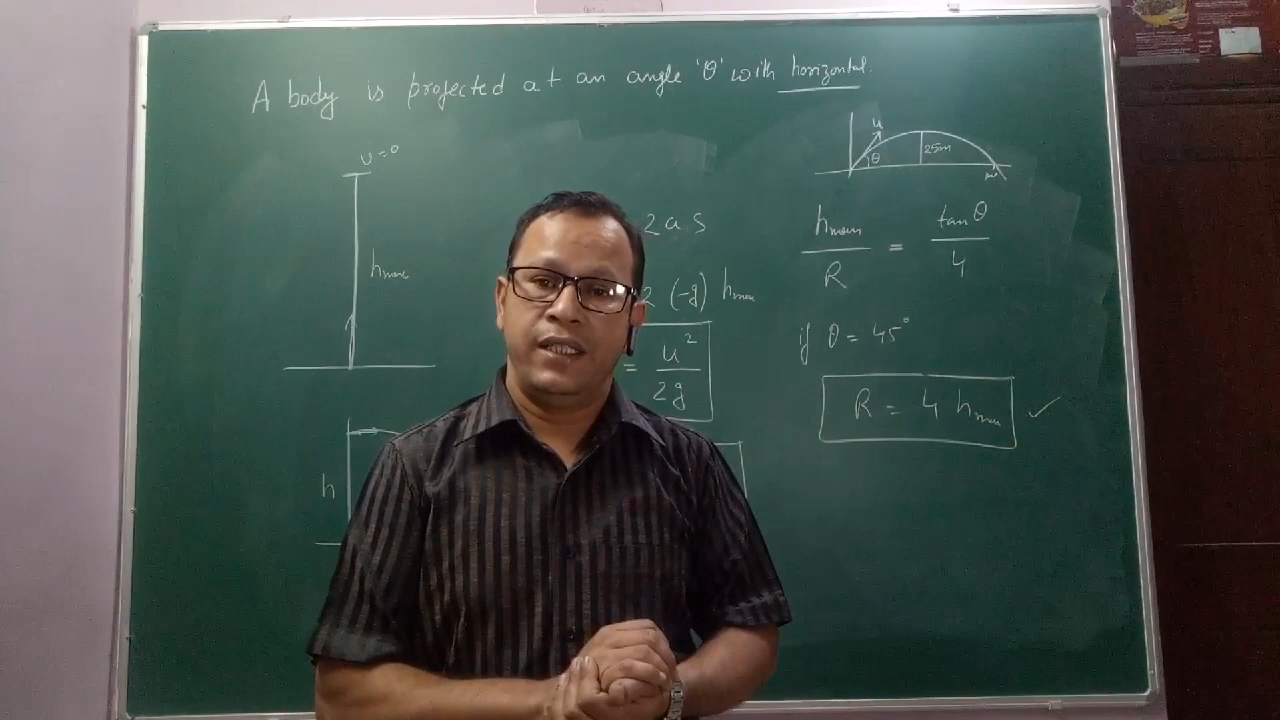 A body is projected at an angle 'θ' with horizontal.
v=0
hmax
2 a s
2 (-g) hmax
= u²/2g
h
u
θ
25m
hmax/R = tanθ/4
if θ = 45°
R = 4 hmax ✓